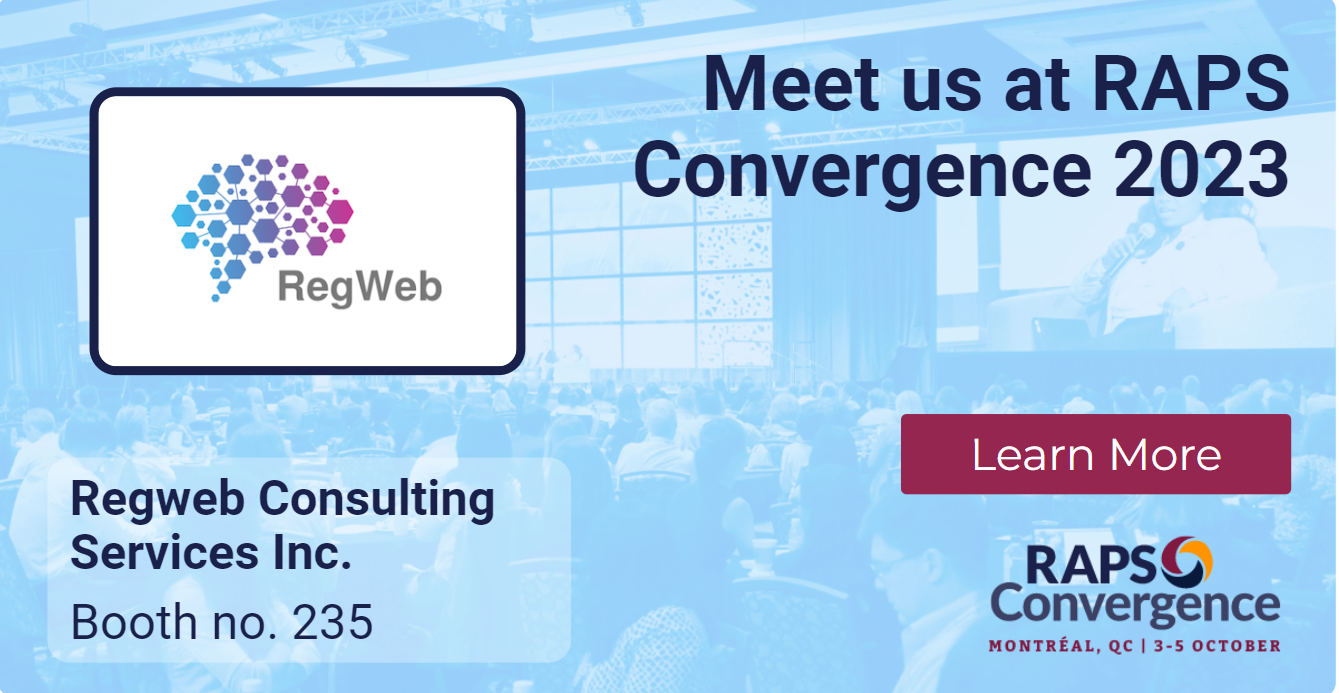 Meet us at RAPS
Convergence 2023
RegWeb
Learn More
Regweb Consulting
Services Inc.
Booth no. 235
RAPS
Convergence
MONTRÉAL, QC | 3-5 OCTOBER